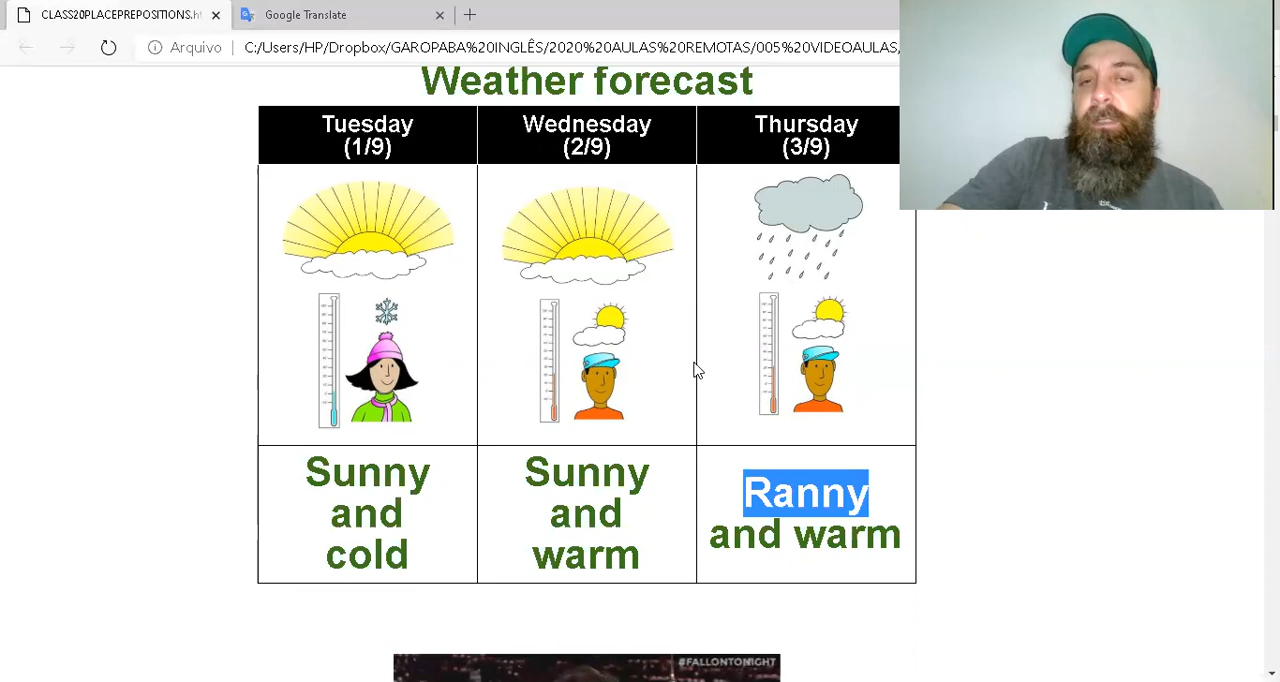 CLASS20PLACEPREPOSITIONS.ht
Google Translate
Arquivo
C:/Users/HP/Dropbox/GAROPABA%20INGLÊS/2020%20AULAS%20REMOTAS/005%20VIDEOAULAS,
Weather forecast
Tuesday
(1/9)
Wednesday
(2/9)
Thursday
(3/9)
Sunny
and
cold
Sunny
and
warm
Ranny
and warm
#FALLONTONIGHT